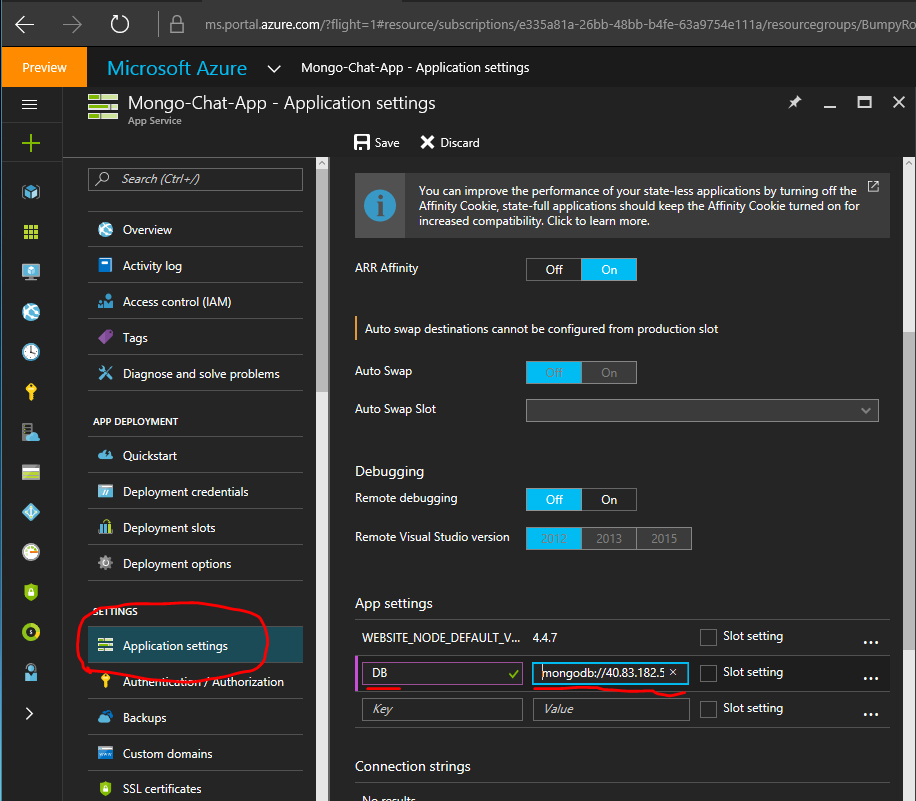 ms.portal.azure.com/?flight=1#resource/subscriptions/e335a81a-26bb-48bb-b4fe-63a9754e111a/resourcegroups/BumpyRo
Preview
Microsoft Azure
Mongo-Chat-App - Application settings
Mongo-Chat-App - Application settings
App Service
Save
Discard
Search (Ctrl+/)
Overview
Activity log
Access control (IAM)
Tags
Diagnose and solve problems
APP DEPLOYMENT
Quickstart
Deployment credentials
Deployment slots
Deployment options
SETTINGS
Application settings
Authentication / Authorization
Backups
Custom domains
SSL certificates
You can improve the performance of your state-less applications by turning off the
Affinity Cookie, state-full applications should keep the Affinity Cookie turned on for
increased compatibility. Click to learn more.
ARR Affinity
Off On
Auto swap destinations cannot be configured from production slot
Auto Swap
Off On
Auto Swap Slot
Debugging
Remote debugging
Off On
Remote Visual Studio version
2012 2013 2015
App settings
WEBSITE_NODE_DEFAULT_V... 4.4.7 Slot setting ...
DB mongodb://40.83.182.5 Slot setting ...
Key Value Slot setting ...
Connection strings
No results